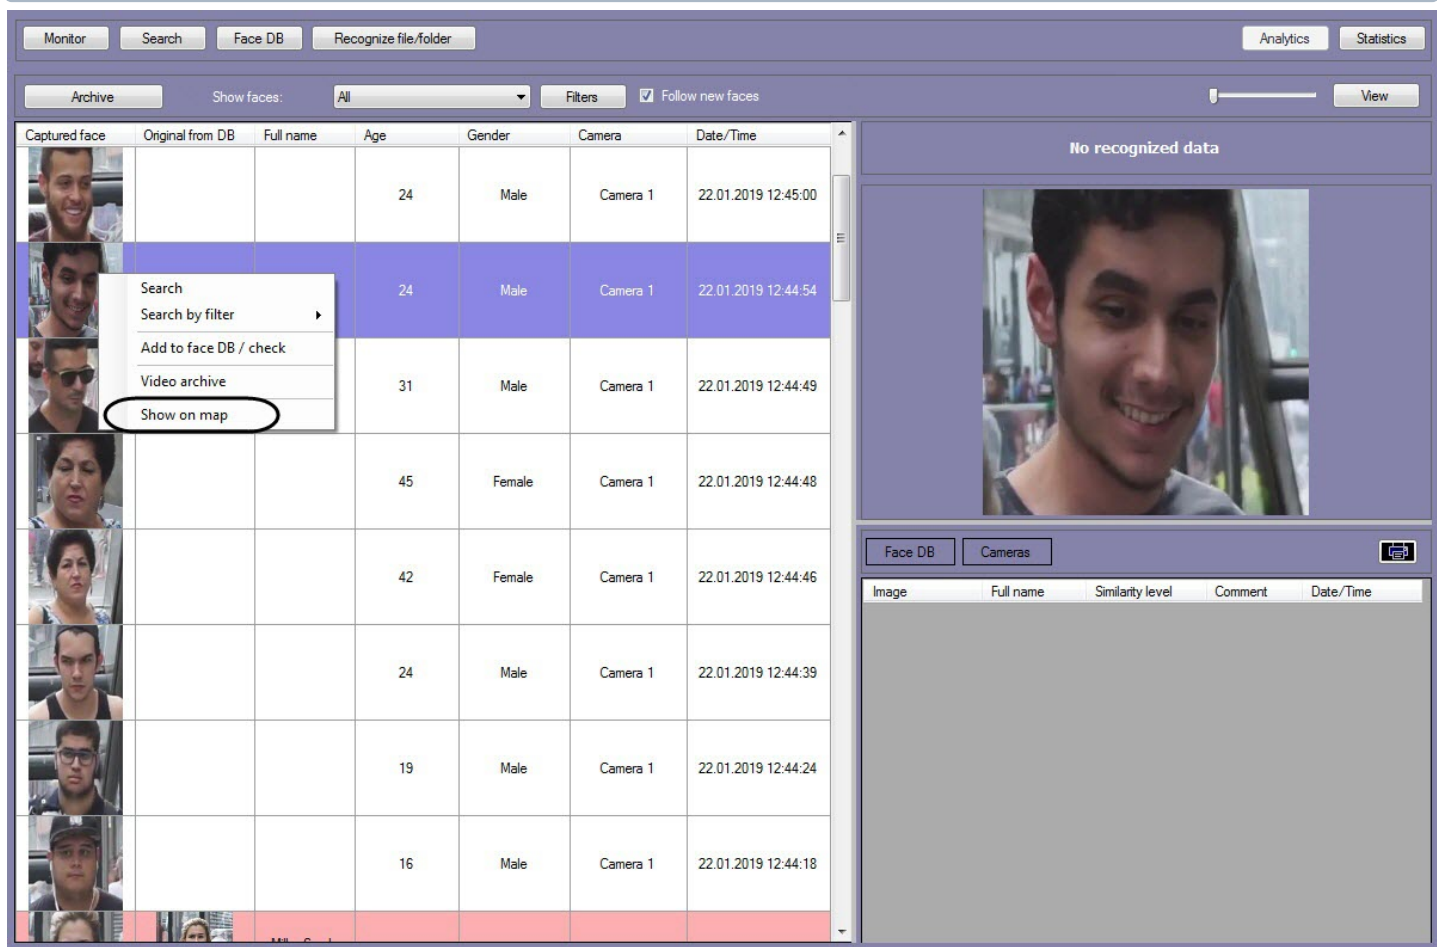 Monitor Search Face DB Recognize file/folder Analytics Statistics
Archive Show faces: All Filters Follow new faces View
Captured face Original from DB Full name Age Gender Camera Date/Time
No recognized data
24 Male Camera 1 22.01.2019 12:45:00
24 Male Camera 1 22.01.2019 12:44:54
Search
Search by filter
Add to face DB / check
Video archive
Show on map
31 Male Camera 1 22.01.2019 12:44:49
45 Female Camera 1 22.01.2019 12:44:48
42 Female Camera 1 22.01.2019 12:44:46
24 Male Camera 1 22.01.2019 12:44:39
19 Male Camera 1 22.01.2019 12:44:24
16 Male Camera 1 22.01.2019 12:44:18
Face DB Cameras
Image Full name Similarity level Comment Date/Time